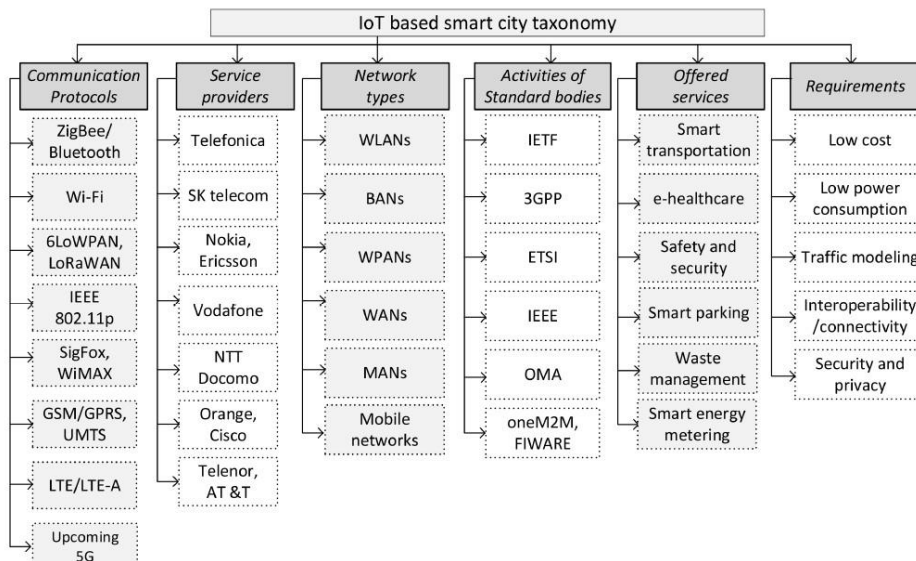 IoT based smart city taxonomy
Communication
Protocols
ZigBee/
Bluetooth
Wi-Fi
6LoWPAN,
LoRaWAN
IEEE
802.11p
SigFox,
WiMAX
GSM/GPRS,
UMTS
LTE/LTE-A
Upcoming
5G
Service
providers
Telefonica
SK telecom
Nokia,
Ericsson
Vodafone
NTT
Docomo
Orange,
Cisco
Telenor,
AT &T
Network
types
WLANs
BANs
WPANs
WANs
MANs
Mobile
networks
Activities of
Standard bodies
IETF
3GPP
ETSI
IEEE
OMA
oneM2M,
FIWARE
Offered
services
Smart
transportation
e-healthcare
Safety and
security
Smart parking
Waste
management
Smart energy
metering
Requirements
Low cost
Low power
consumption
Traffic modeling
Interoperability
/connectivity
Security and
privacy